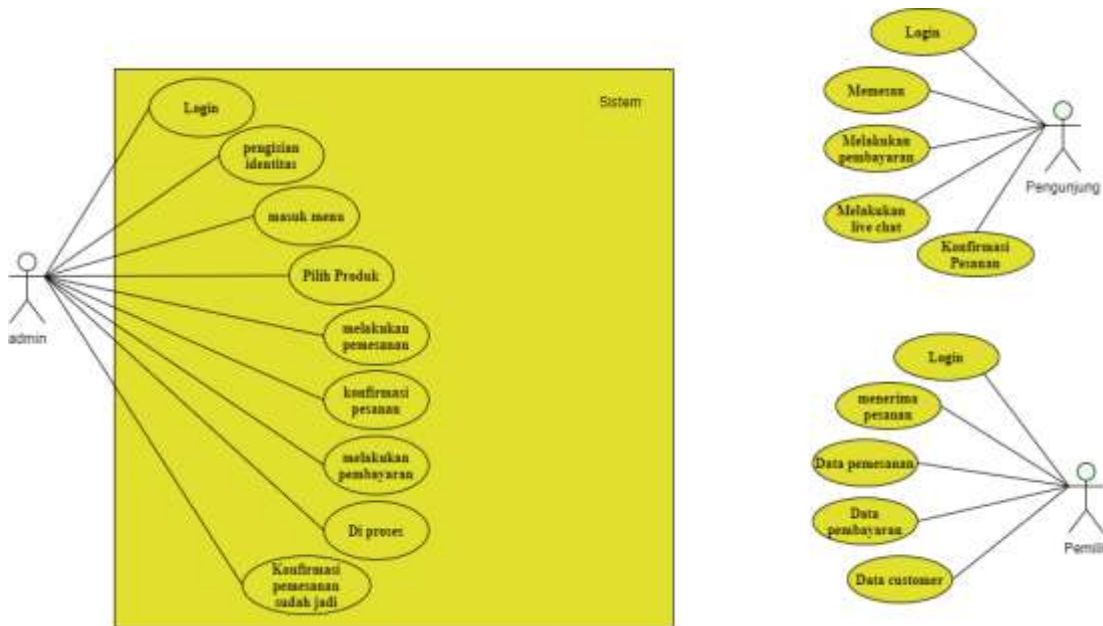 Login
Sistem
pengisian
identitas
masuk menu
Pilih Produk
melakukan
pemesanan
konfirmasi
pesanan
melakukan
pembayaran
Di proses
Konfirmasi
pemesanan
sudah jadi
admin
Login
Memesan
Melakukan
pembayaran
Melakukan
live chat
Konfirmasi
Pesanan
Pengunjung
Login
menerima
pesanan
Data pemesanan
Data
pembayaran
Data customer
Pemili